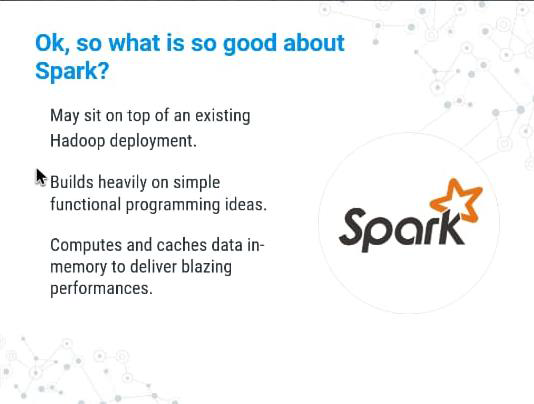 Ok, so what is so good about
Spark?
May sit on top of an existing
Hadoop deployment.
Builds heavily on simple
functional programming ideas.
Computes and caches data in-
memory to deliver blazing
performances.
Spark